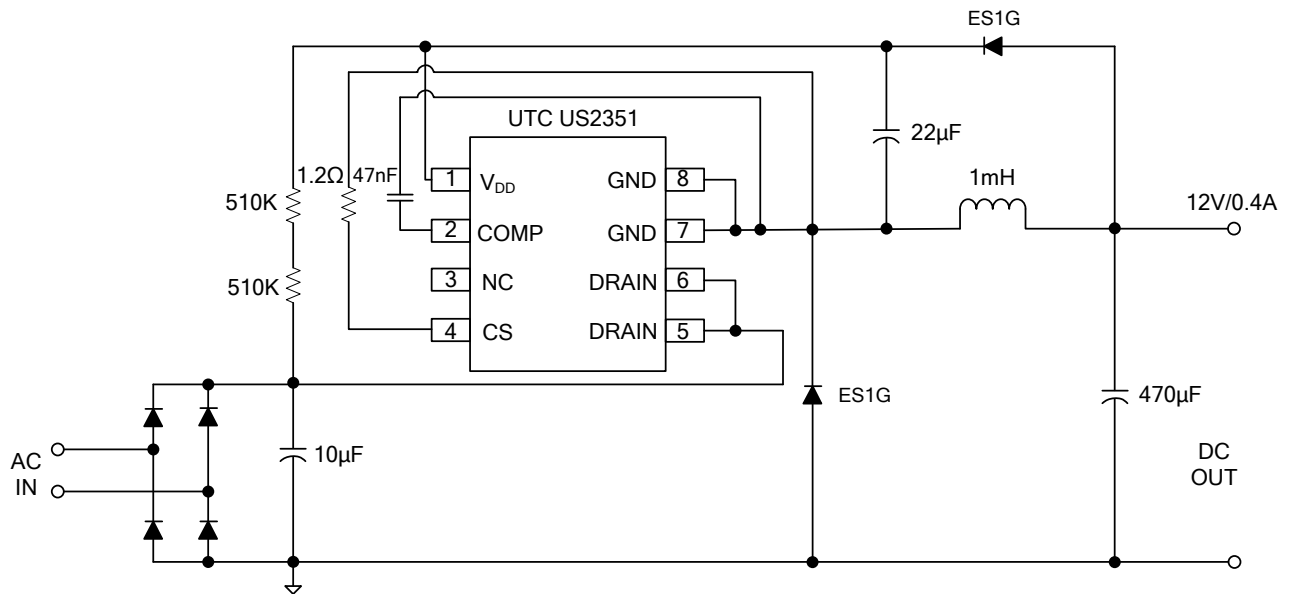 ES1G
UTC US2351
22µF
1.2Ω
47nF
1
V_DD
GND
8
1mH
510K
12V/0.4A
2
COMP
GND
7
510K
3
NC
DRAIN
6
4
CS
DRAIN
5
ES1G
470µF
10µF
AC
IN
DC
OUT